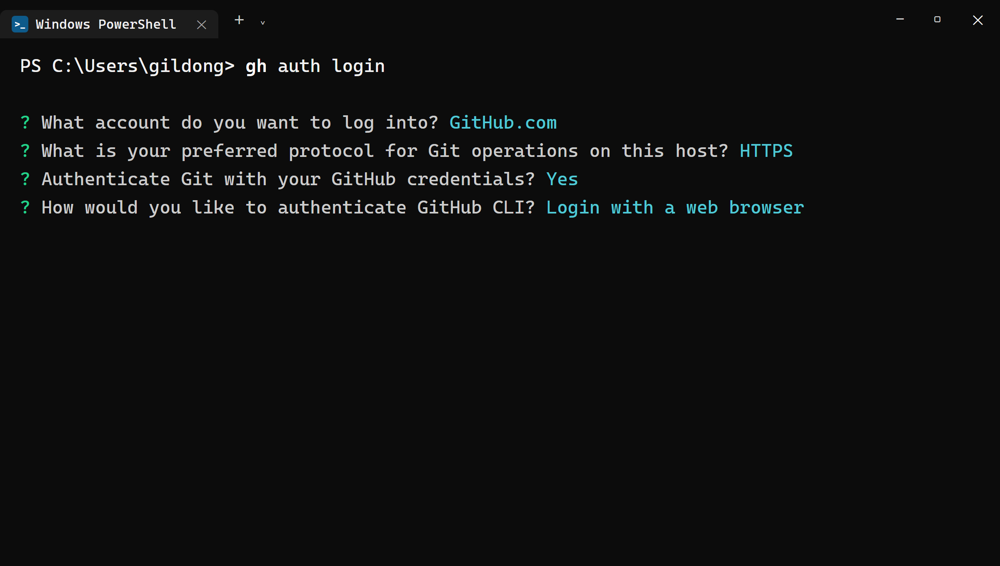 >_ Windows PowerShell
PS C:\Users\gildong> gh auth login
? What account do you want to log into? GitHub.com
? What is your preferred protocol for Git operations on this host? HTTPS
? Authenticate Git with your GitHub credentials? Yes
? How would you like to authenticate GitHub CLI? Login with a web browser